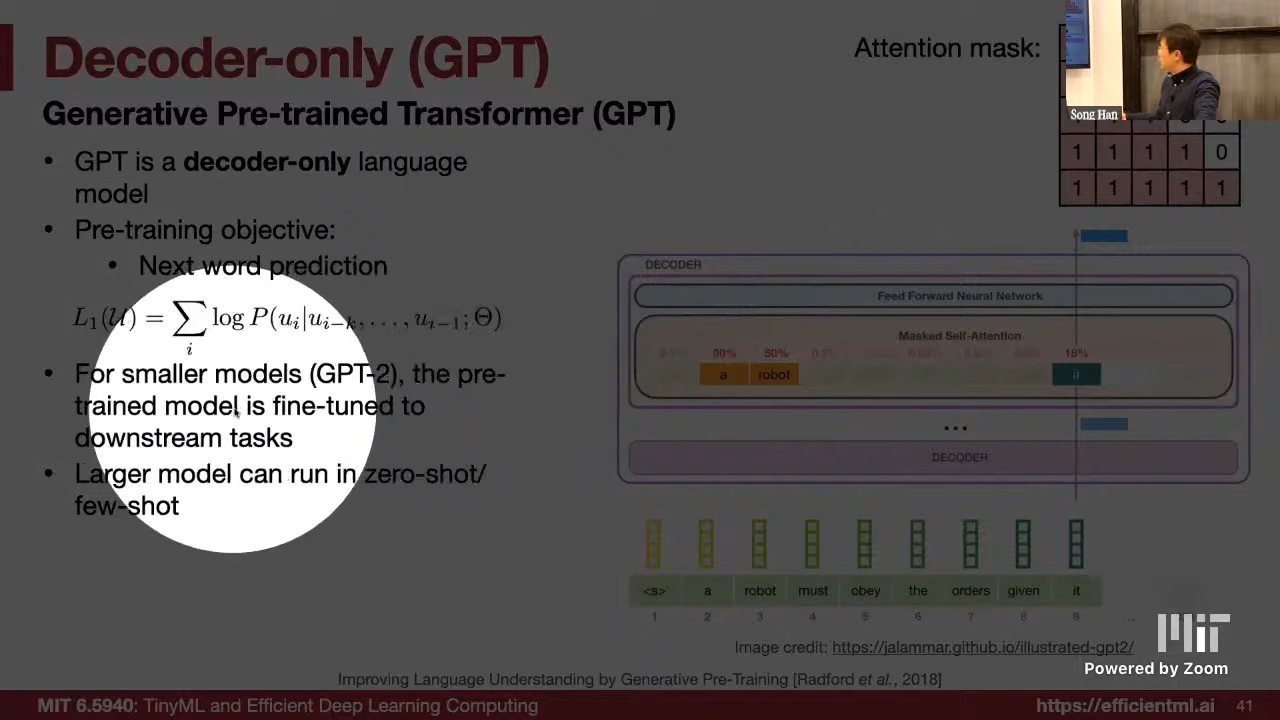 Decoder-only (GPT)
Attention mask:
Generative Pre-trained Transformer (GPT)
Song Han
• GPT is a decoder-only language
model
1 1 1 1 0
1 1 1 1 1
• Pre-training objective:
• Next word prediction
L₁(𝒰) = ∑ log P(uᵢ|uᵢ₋ₖ, . . . , uᵢ₋₁; Θ)
i
• For smaller models (GPT-2), the pre-
trained model is fine-tuned to
downstream tasks
• Larger model can run in zero-shot/
few-shot
DECODER
Feed Forward Neural Network
Masked Self-Attention
50% 18%
a robot it
...
DECODER
<s> a robot must obey the orders given it
1 2 3 4 5 6 7 8 9 ...
Image credit: https://jalammar.github.io/illustrated-gpt2/
MIT
Powered by Zoom
Improving Language Understanding by Generative Pre-Training [Radford et al., 2018]
MIT 6.5940: TinyML and Efficient Deep Learning Computing
https://efficientml.ai 41